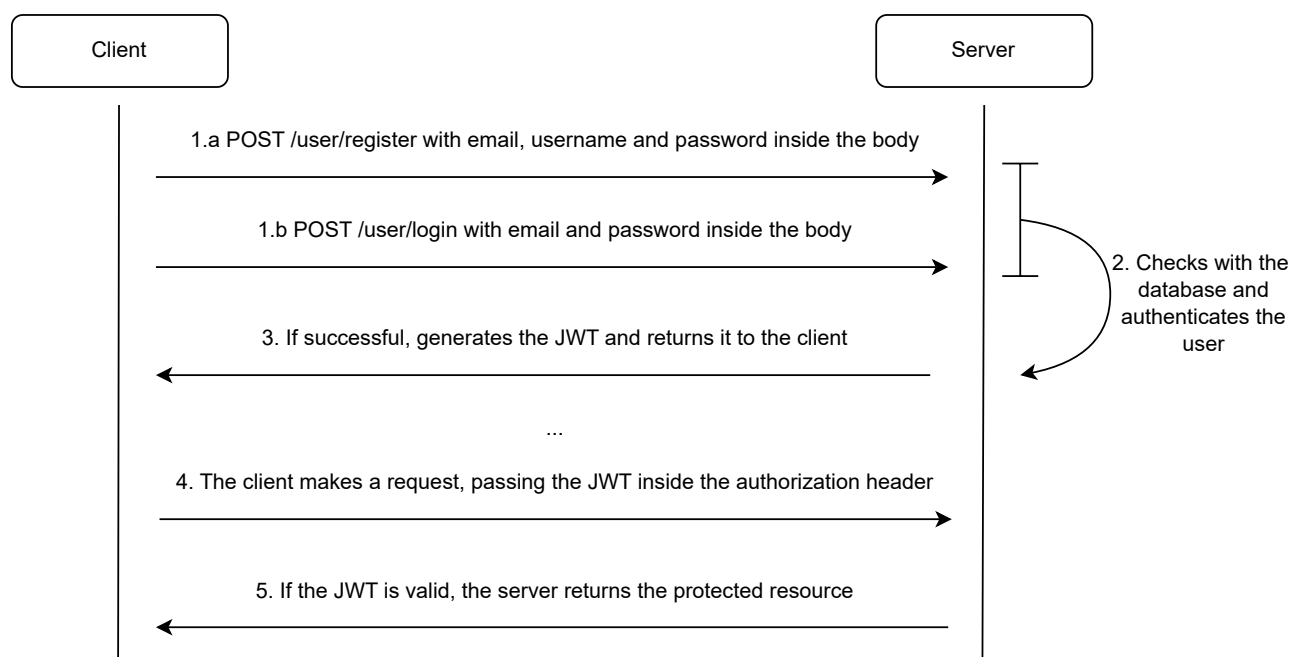 Client
Server
1.a POST /user/register with email, username and password inside the body
1.b POST /user/login with email and password inside the body
2. Checks with the
database and
authenticates the
user
3. If successful, generates the JWT and returns it to the client
...
4. The client makes a request, passing the JWT inside the authorization header
5. If the JWT is valid, the server returns the protected resource